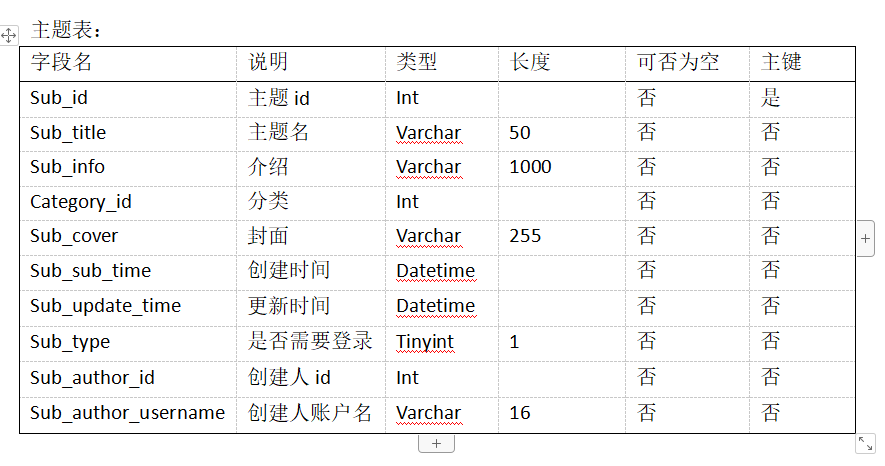 主题表：
字段名 说明 类型 长度 可否为空 主键
Sub_id 主题 id Int 否 是
Sub_title 主题名 Varchar 50 否 否
Sub_info 介绍 Varchar 1000 否 否
Category_id 分类 Int 否 否
Sub_cover 封面 Varchar 255 否 否
Sub_sub_time 创建时间 Datetime 否 否
Sub_update_time 更新时间 Datetime 否 否
Sub_type 是否需要登录 Tinyint 1 否 否
Sub_author_id 创建人 id Int 否 否
Sub_author_username 创建人账户名 Varchar 16 否 否